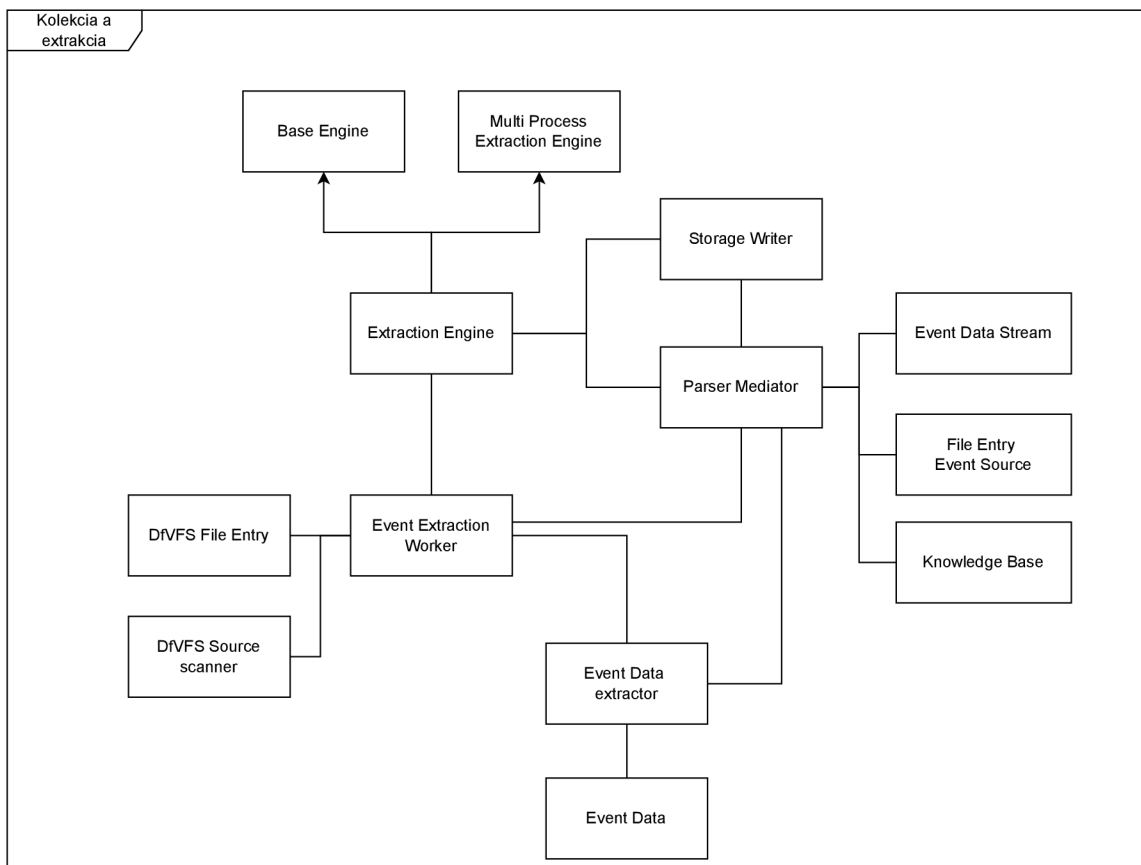 Kolekcia a
extrakcia
Base Engine
Multi Process
Extraction Engine
Storage Writer
Extraction Engine
Event Data Stream
Parser Mediator
File Entry
Event Source
DfVFS File Entry
Event Extraction
Worker
Knowledge Base
DfVFS Source
scanner
Event Data
extractor
Event Data